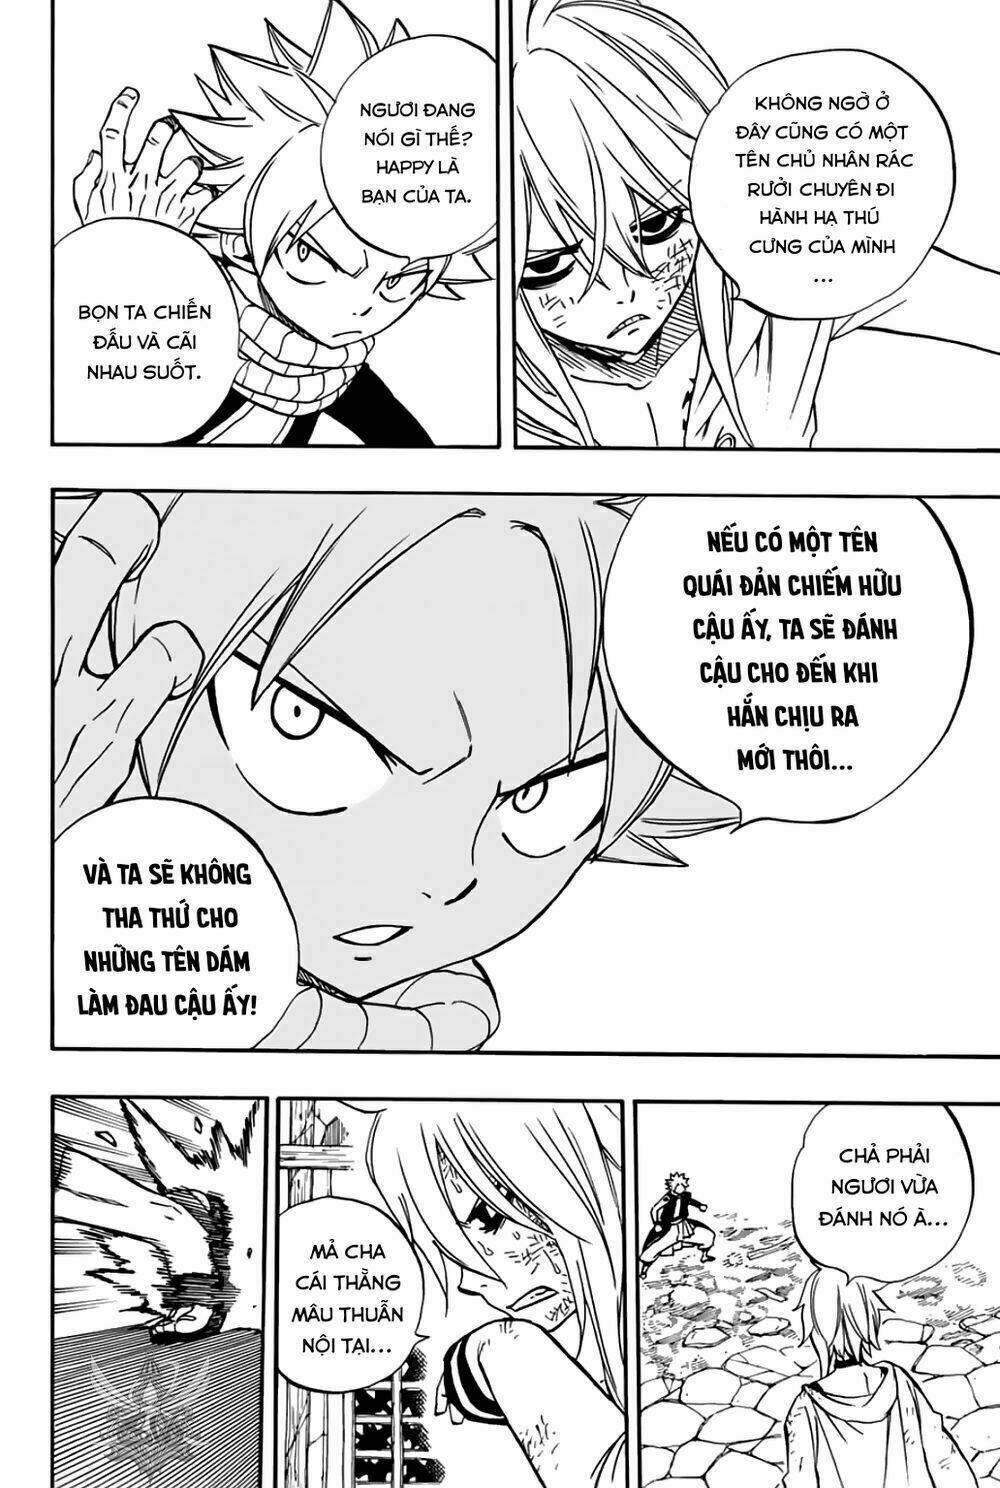 KHÔNG NGỜ Ở
ĐÂY CŨNG CÓ MỘT
TÊN CHỦ NHÂN RÁC
RƯỞI CHUYÊN ĐI
HÀNH HẠ THÚ
CƯNG CỦA MÌNH
...
NGƯƠI ĐANG
NÓI GÌ THẾ?
HAPPY LÀ
BẠN CỦA TA.
BỌN TA CHIẾN
ĐẤU VÀ CÃI
NHAU SUỐT.
NẾU CÓ MỘT TÊN
QUÁI ĐẢN CHIẾM HỮU
CẬU ẤY, TA SẼ ĐÁNH
CẬU CHO ĐẾN KHI
HẮN CHỊU RA
MỚI THÔI...
VÀ TA SẼ KHÔNG
THA THỨ CHO
NHỮNG TÊN DÁM
LÀM ĐAU CẬU ẤY!
CHẢ PHẢI
NGƯƠI VỪA
ĐÁNH NÓ À...
MẢ CHA
CÁI THẰNG
MÂU THUẪN
NỘI TẠI...